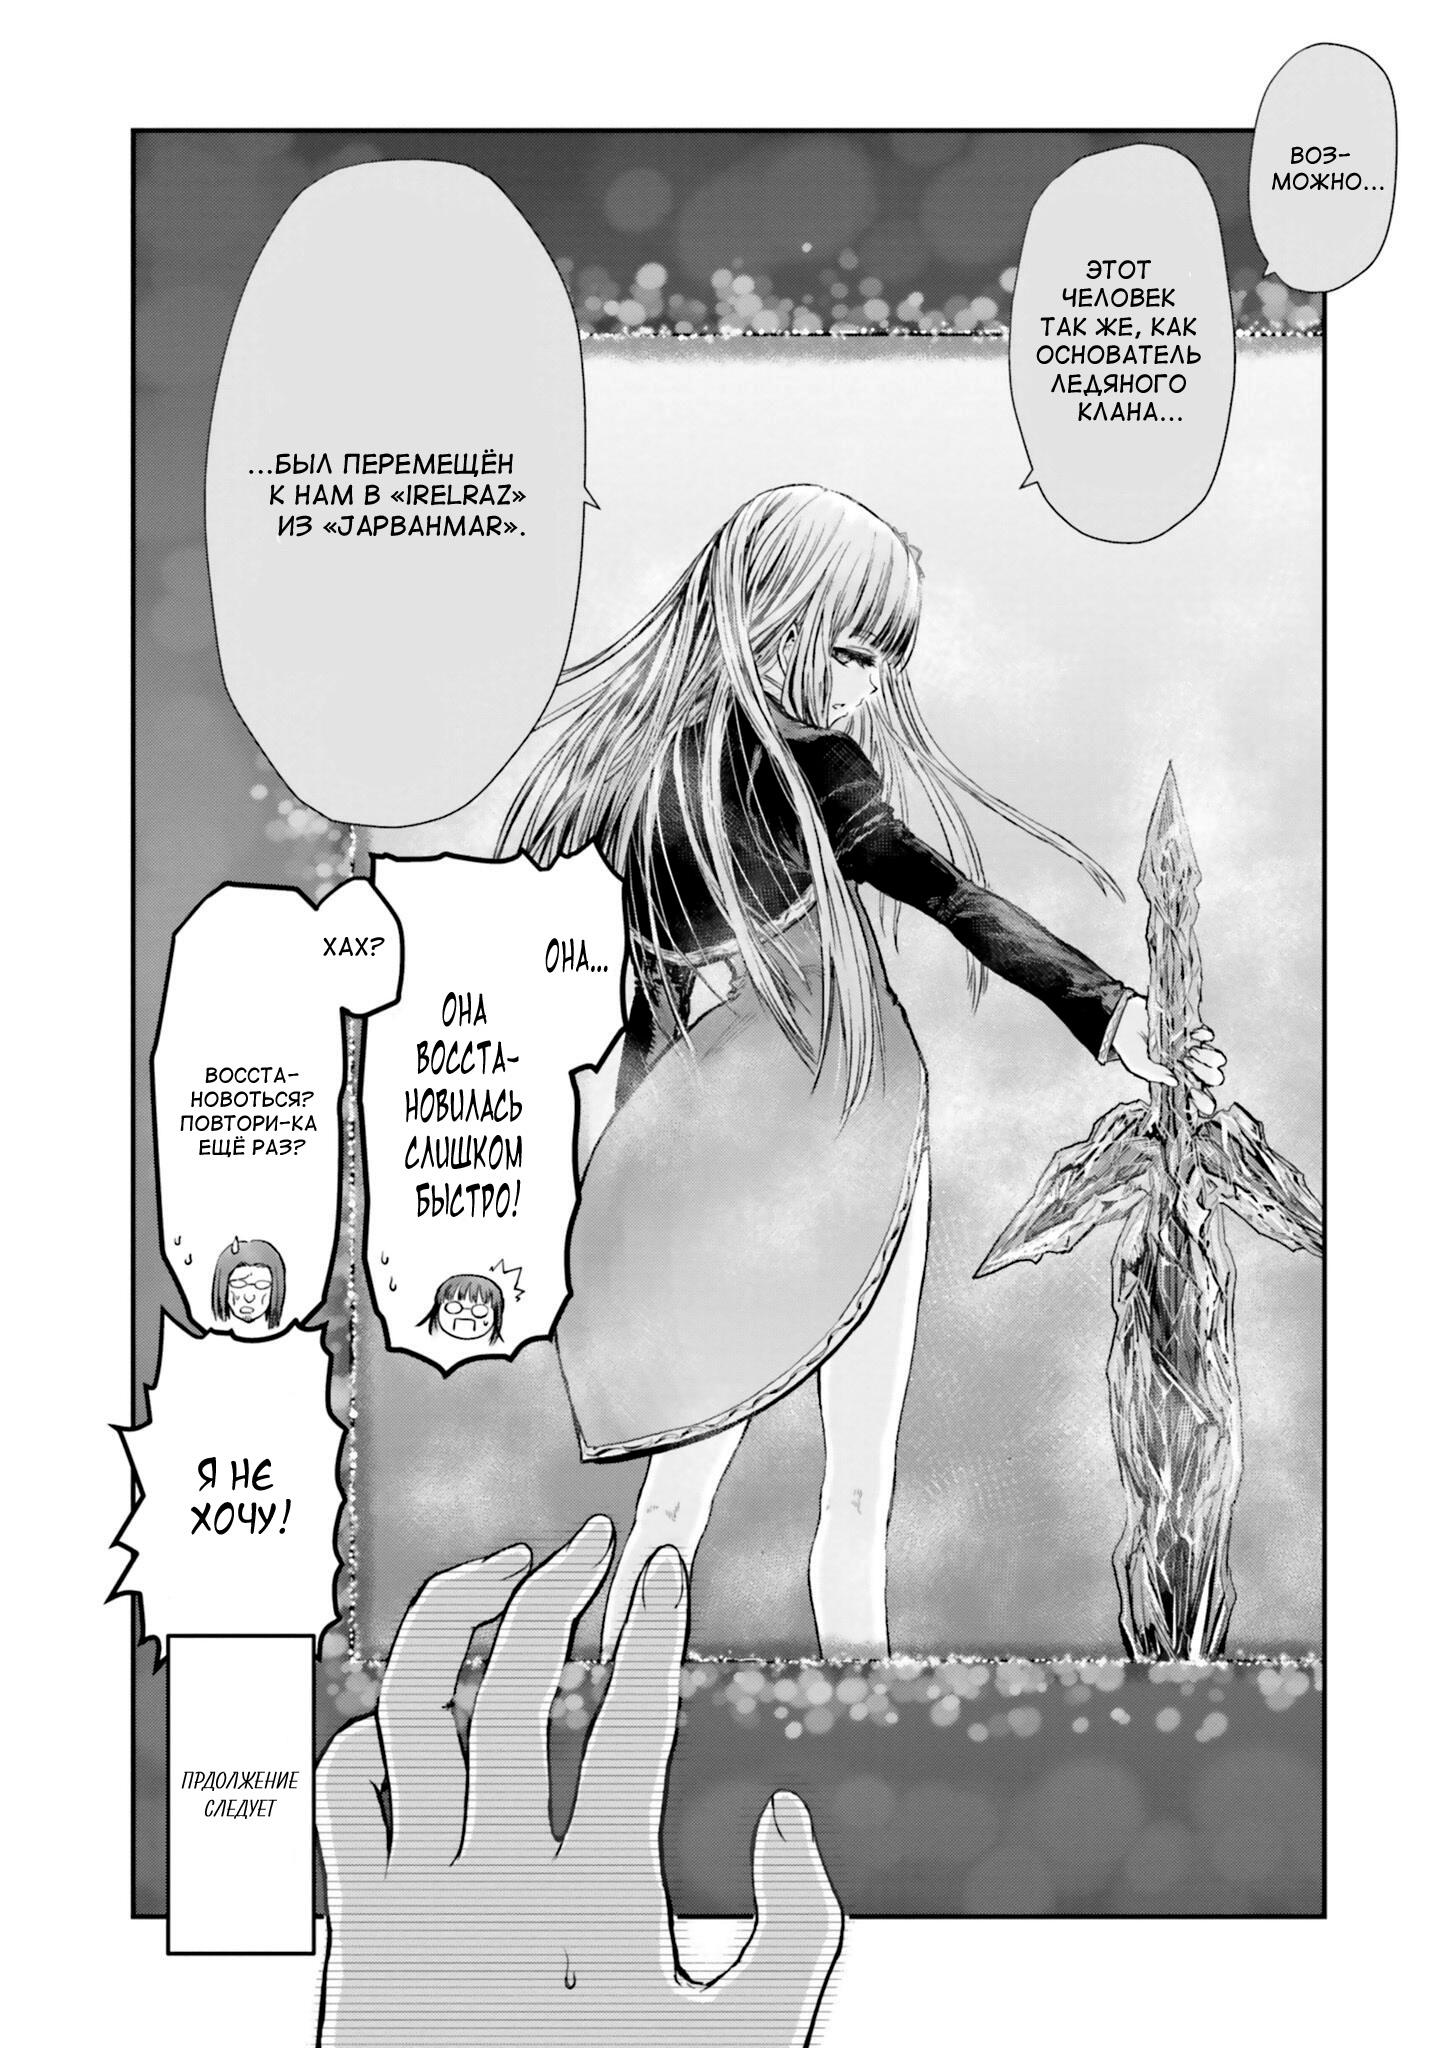 ВОЗ-
МОЖНО...
ЭТОТ
ЧЕЛОВЕК
ТАК ЖЕ, КАК
ОСНОВАТЕЛЬ
ЛЕДЯНОГО
КЛАНА...
...БЫЛ ПЕРЕМЕЩЁН
К НАМ В «IRELRAZ»
ИЗ «JAPBAHMAR».
ОНА...
ОНА
ВОССТА-
НОВИЛАСЬ
СЛИШКОМ
БЫСТРО!
ХАХ?
ВОССТА-
НОВОТЬСЯ?
ПОВТОРИ-КА
ЕЩЁ РАЗ?
Я НЕ
ХОЧУ!
ПРДОЛЖЕНИЕ
СЛЕДУЕТ